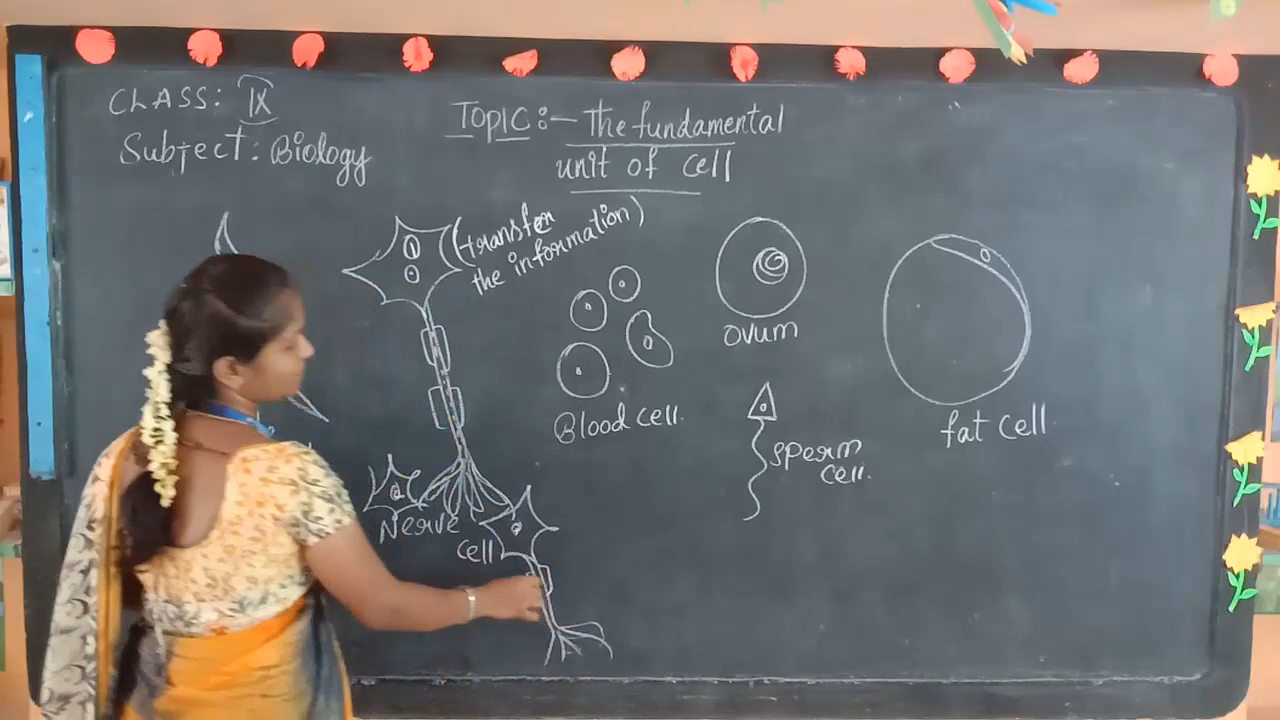 CLASS: IX
Subject: Biology
Topic:- The fundamental
unit of cell
(transfer
the information)
Nerve
cell
Blood cell.
ovum
sperm
cell.
fat cell